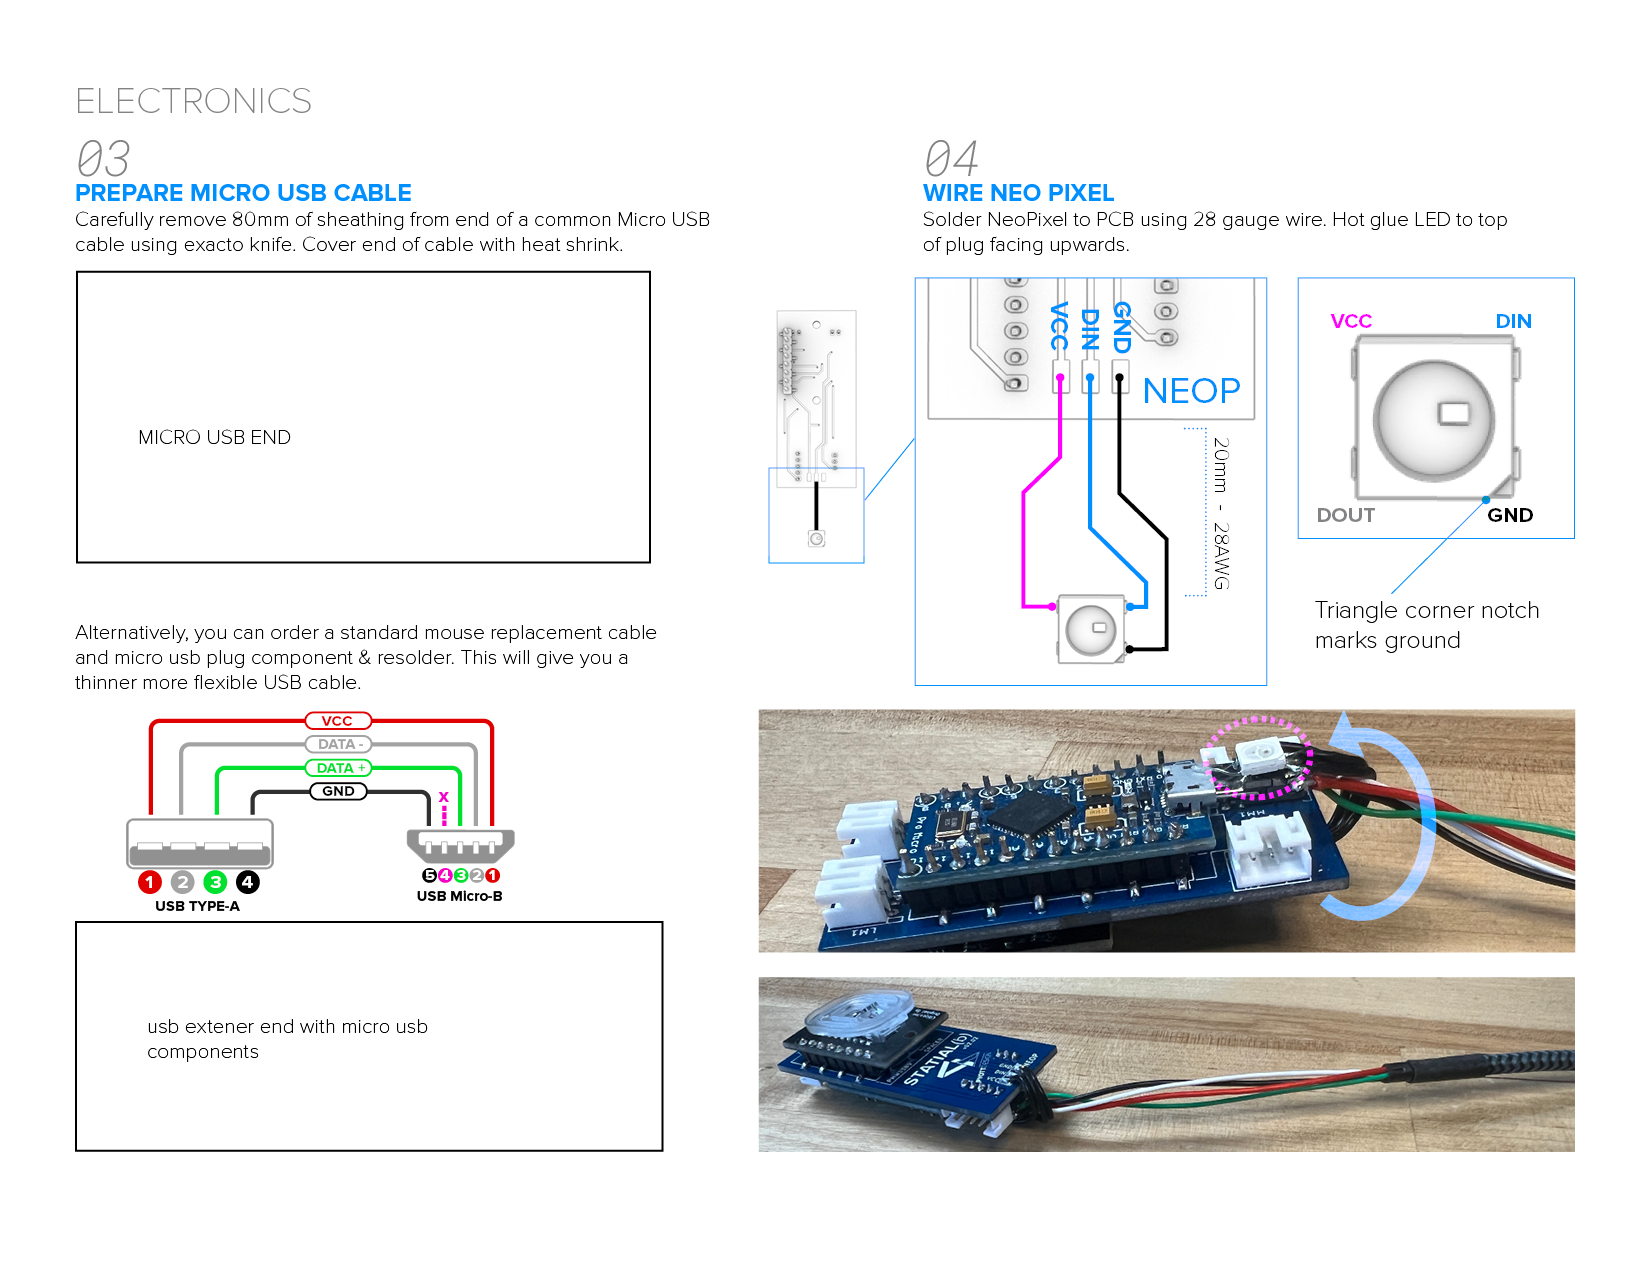 ELECTRONICS
03
PREPARE MICRO USB CABLE
Carefully remove 80mm of sheathing from end of a common Micro USB
cable using exacto knife. Cover end of cable with heat shrink.
MICRO USB END
Alternatively, you can order a standard mouse replacement cable
and micro usb plug component & resolder. This will give you a
thinner more flexible USB cable.
VCC
DATA -
DATA +
GND
X
1 2 3 4
USB TYPE-A
5 4 3 2 1
USB Micro-B
usb extener end with micro usb
components
04
WIRE NEO PIXEL
Solder NeoPixel to PCB using 28 gauge wire. Hot glue LED to top
of plug facing upwards.
VCC
DIN
GND
NEOP
20mm - 28AWG
VCC
DIN
DOUT
GND
Triangle corner notch
marks ground
Pro Micro
LM1
MM1
STATIAL(b)
NEOP